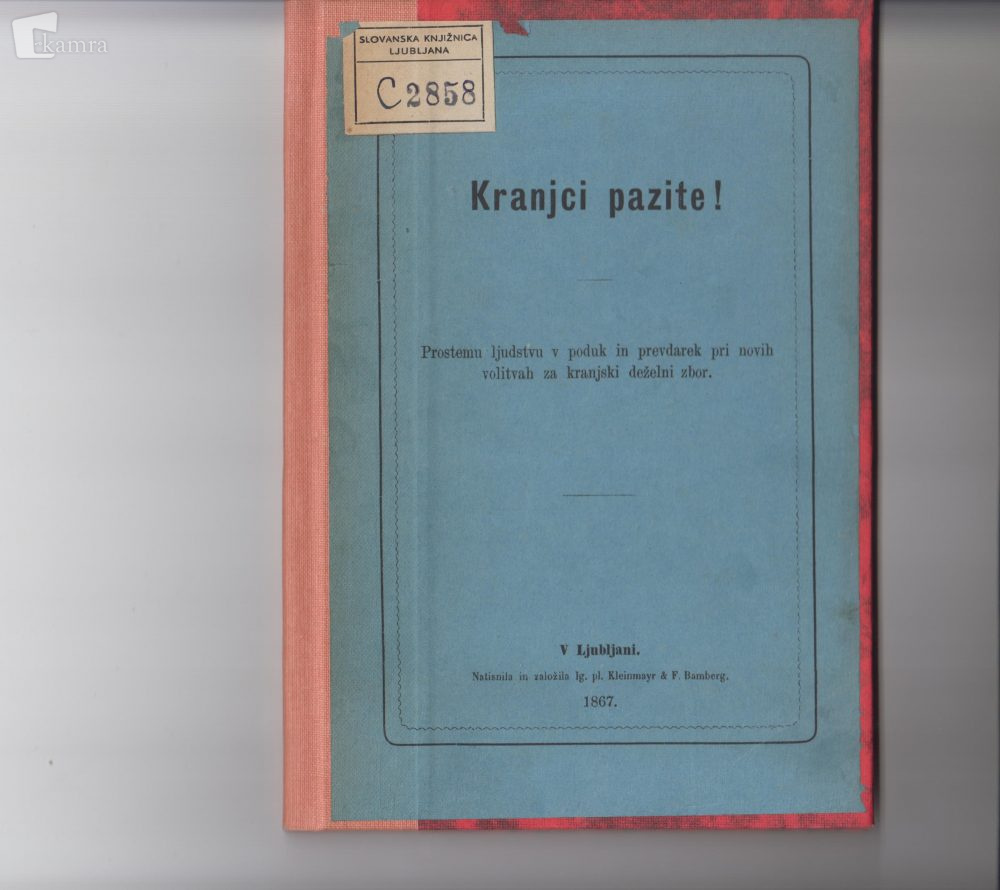 kamra
SLOVANSKA KNJIŽNICA
LJUBLJANA
C 2858
Kranjci pazite!
Prostemu ljudstvu v poduk in prevdarek pri novih
volitvah za kranjski deželni zbor.
V Ljubljani.
Natisnila in založila Ig. pl. Kleinmayr & F. Bamberg.
1867.